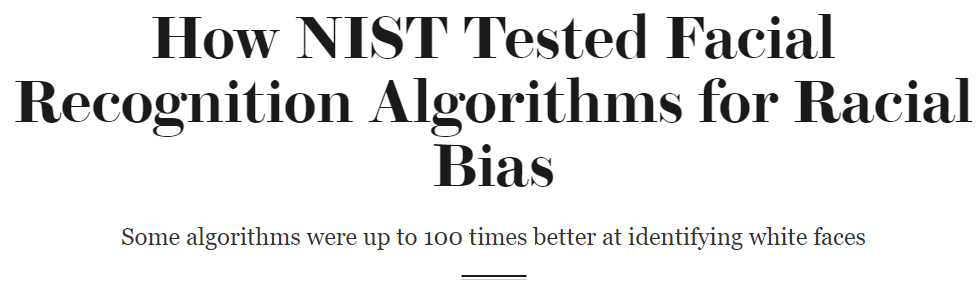 How NIST Tested Facial
Recognition Algorithms for Racial
Bias
Some algorithms were up to 100 times better at identifying white faces